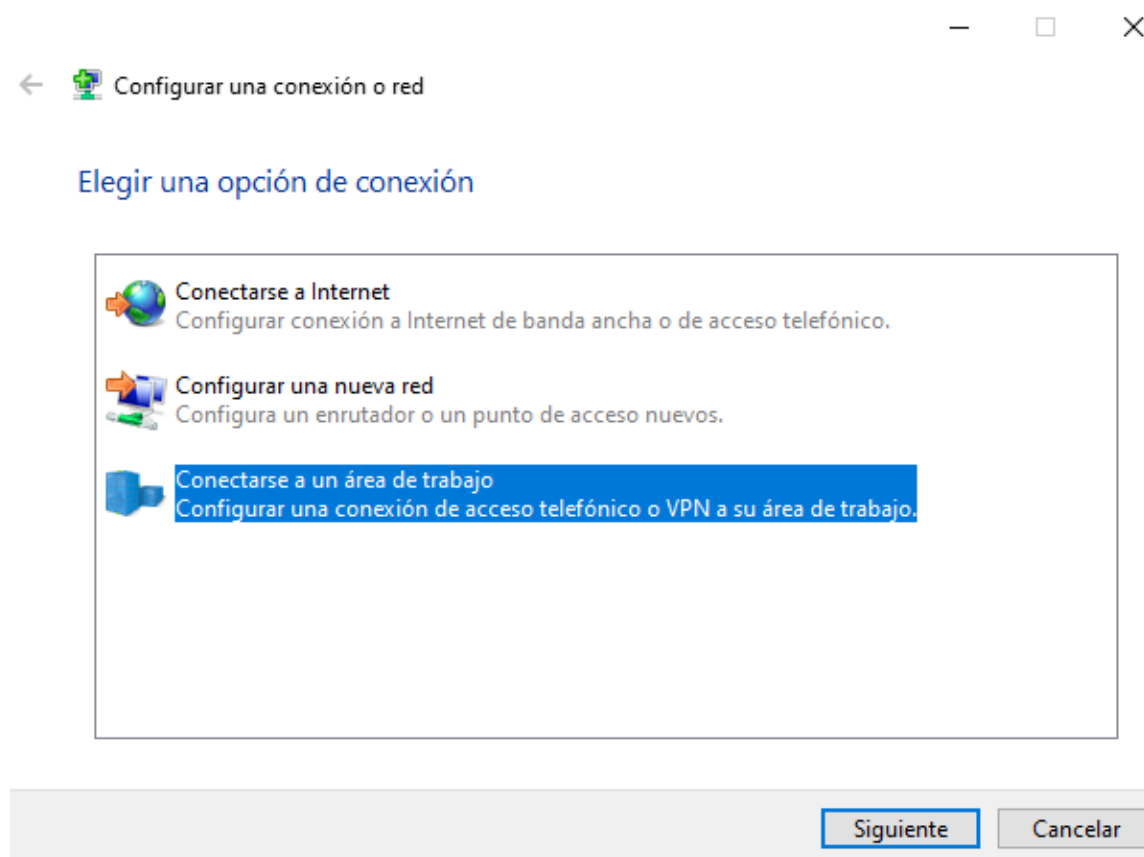 Configurar una conexión o red
Elegir una opción de conexión
Conectarse a Internet
Configurar conexión a Internet de banda ancha o de acceso telefónico.
Configurar una nueva red
Configura un enrutador o un punto de acceso nuevos.
Conectarse a un área de trabajo
Configurar una conexión de acceso telefónico o VPN a su área de trabajo.
Siguiente
Cancelar